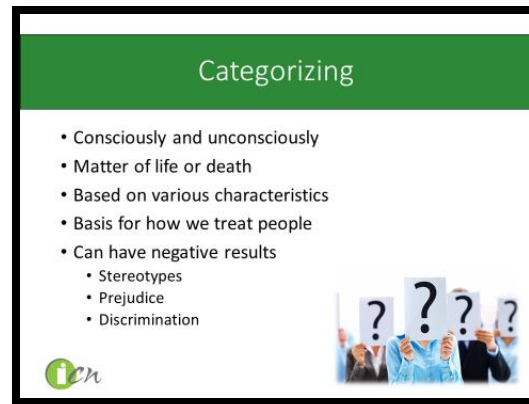 Categorizing
• Consciously and unconsciously
• Matter of life or death
• Based on various characteristics
• Basis for how we treat people
• Can have negative results
• Stereotypes
• Prejudice
• Discrimination
? ? ? ?
icn